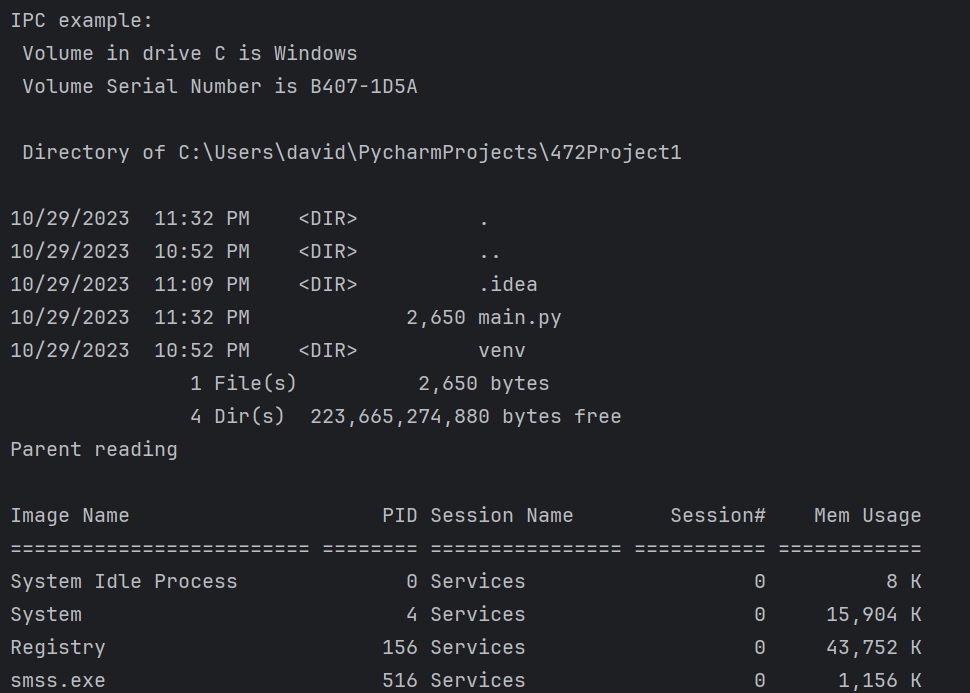 IPC example:
 Volume in drive C is Windows
 Volume Serial Number is B407-1D5A

 Directory of C:\Users\david\PycharmProjects\472Project1

10/29/2023  11:32 PM    <DIR>          .
10/29/2023  10:52 PM    <DIR>          ..
10/29/2023  11:09 PM    <DIR>          .idea
10/29/2023  11:32 PM             2,650 main.py
10/29/2023  10:52 PM    <DIR>          venv
               1 File(s)          2,650 bytes
               4 Dir(s)  223,665,274,880 bytes free
Parent reading

Image Name                     PID Session Name        Session#    Mem Usage
========================= ======== ================ =========== ============
System Idle Process              0 Services                   0          8 K
System                           4 Services                   0     15,904 K
Registry                       156 Services                   0     43,752 K
smss.exe                       516 Services                   0      1,156 K